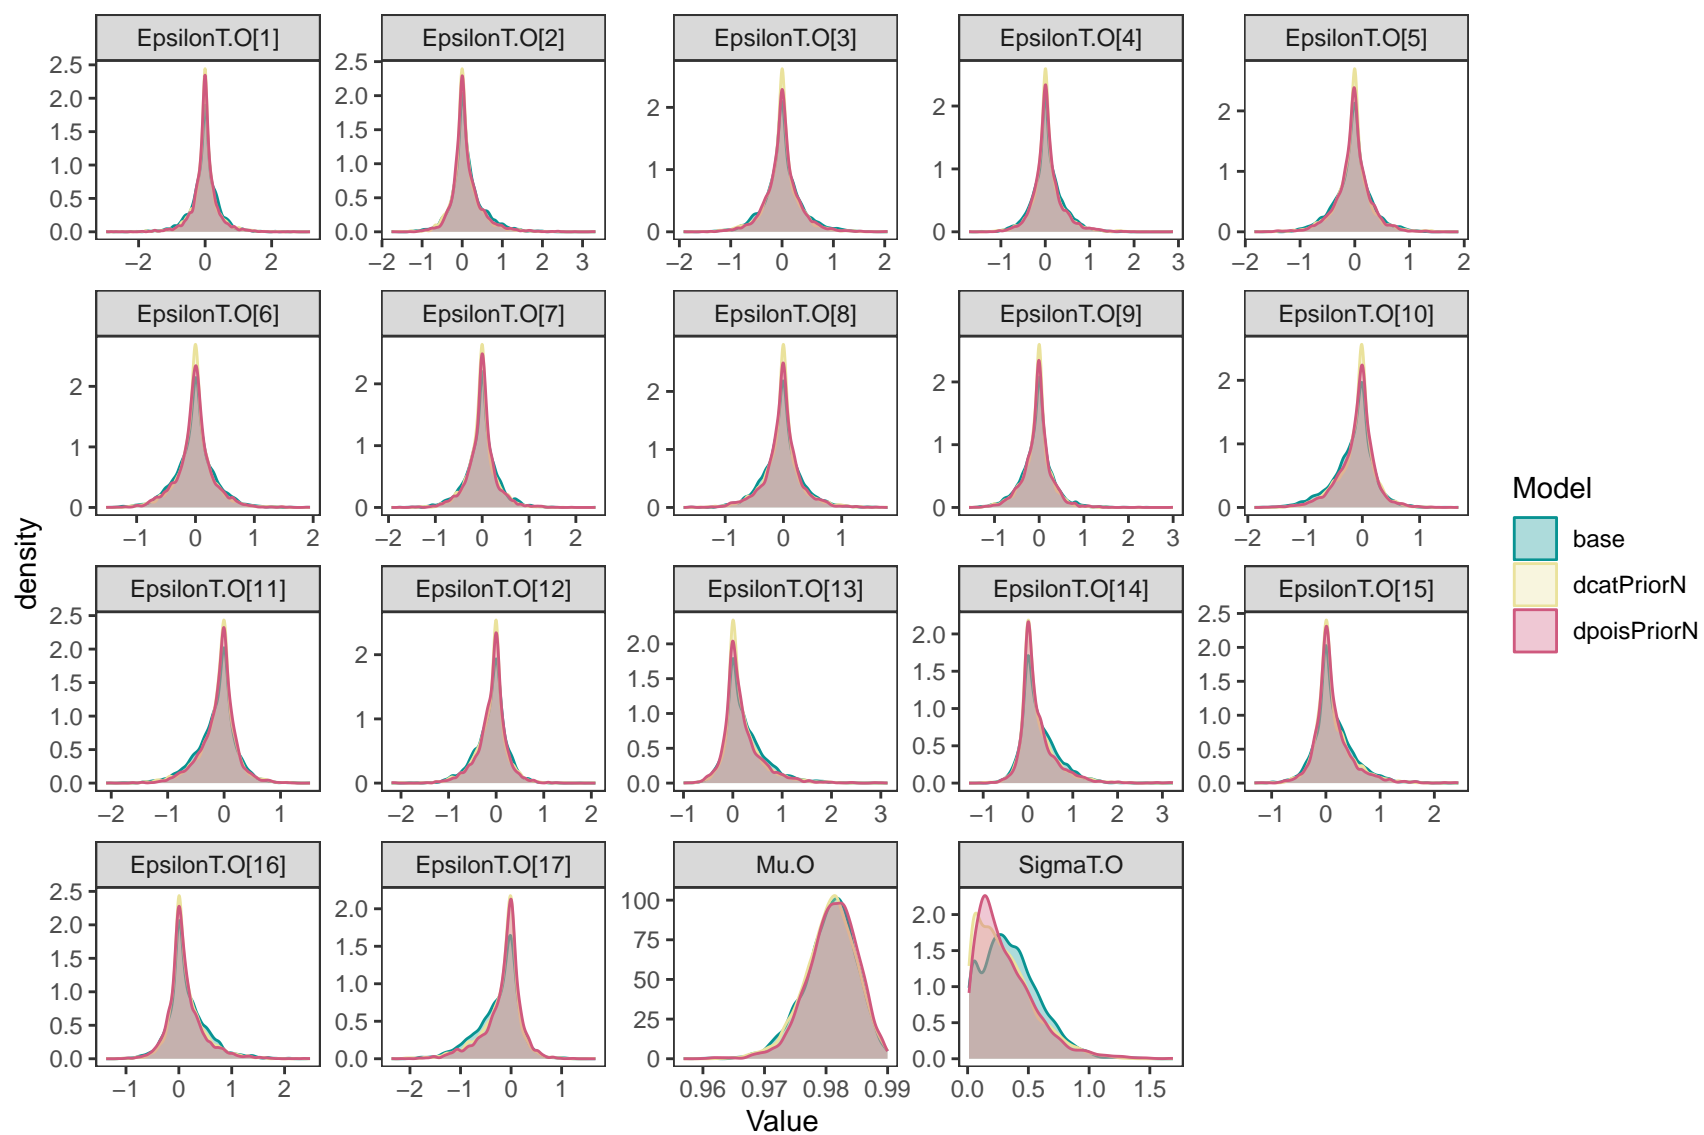 EpsilonT.O[1] EpsilonT.O[2] EpsilonT.O[3] EpsilonT.O[4] EpsilonT.O[5]
2.5 2.0 1.5 1.0 0.5 0.0
2.5 2.0 1.5 1.0 0.5 0.0
2 1 0
2 1 0
2 1 0
−2 0 2
−2 −1 0 1 2 3
−2 −1 0 1 2
−1 0 1 2 3
−2 −1 0 1 2
EpsilonT.O[6] EpsilonT.O[7] EpsilonT.O[8] EpsilonT.O[9] EpsilonT.O[10]
2 1 0
2 1 0
2 1 0
2 1 0
2 1 0
−1 0 1 2
−2 −1 0 1 2
−1 0 1
−1 0 1 2 3
−2 −1 0 1
EpsilonT.O[11] EpsilonT.O[12] EpsilonT.O[13] EpsilonT.O[14] EpsilonT.O[15]
2.5 2.0 1.5 1.0 0.5 0.0
2 1 0
2.0 1.5 1.0 0.5 0.0
2.0 1.5 1.0 0.5 0.0
2.5 2.0 1.5 1.0 0.5 0.0
−2 −1 0 1
−2 −1 0 1 2
−1 0 1 2 3
−1 0 1 2 3
−1 0 1 2
EpsilonT.O[16] EpsilonT.O[17] Mu.O SigmaT.O
2.5 2.0 1.5 1.0 0.5 0.0
2.0 1.5 1.0 0.5 0.0
100 75 50 25 0
2.0 1.5 1.0 0.5 0.0
−1 0 1 2
−2 −1 0 1
0.96 0.97 0.98 0.99
0.0 0.5 1.0 1.5
density
Value
Model
base
dcatPriorN
dpoisPriorN